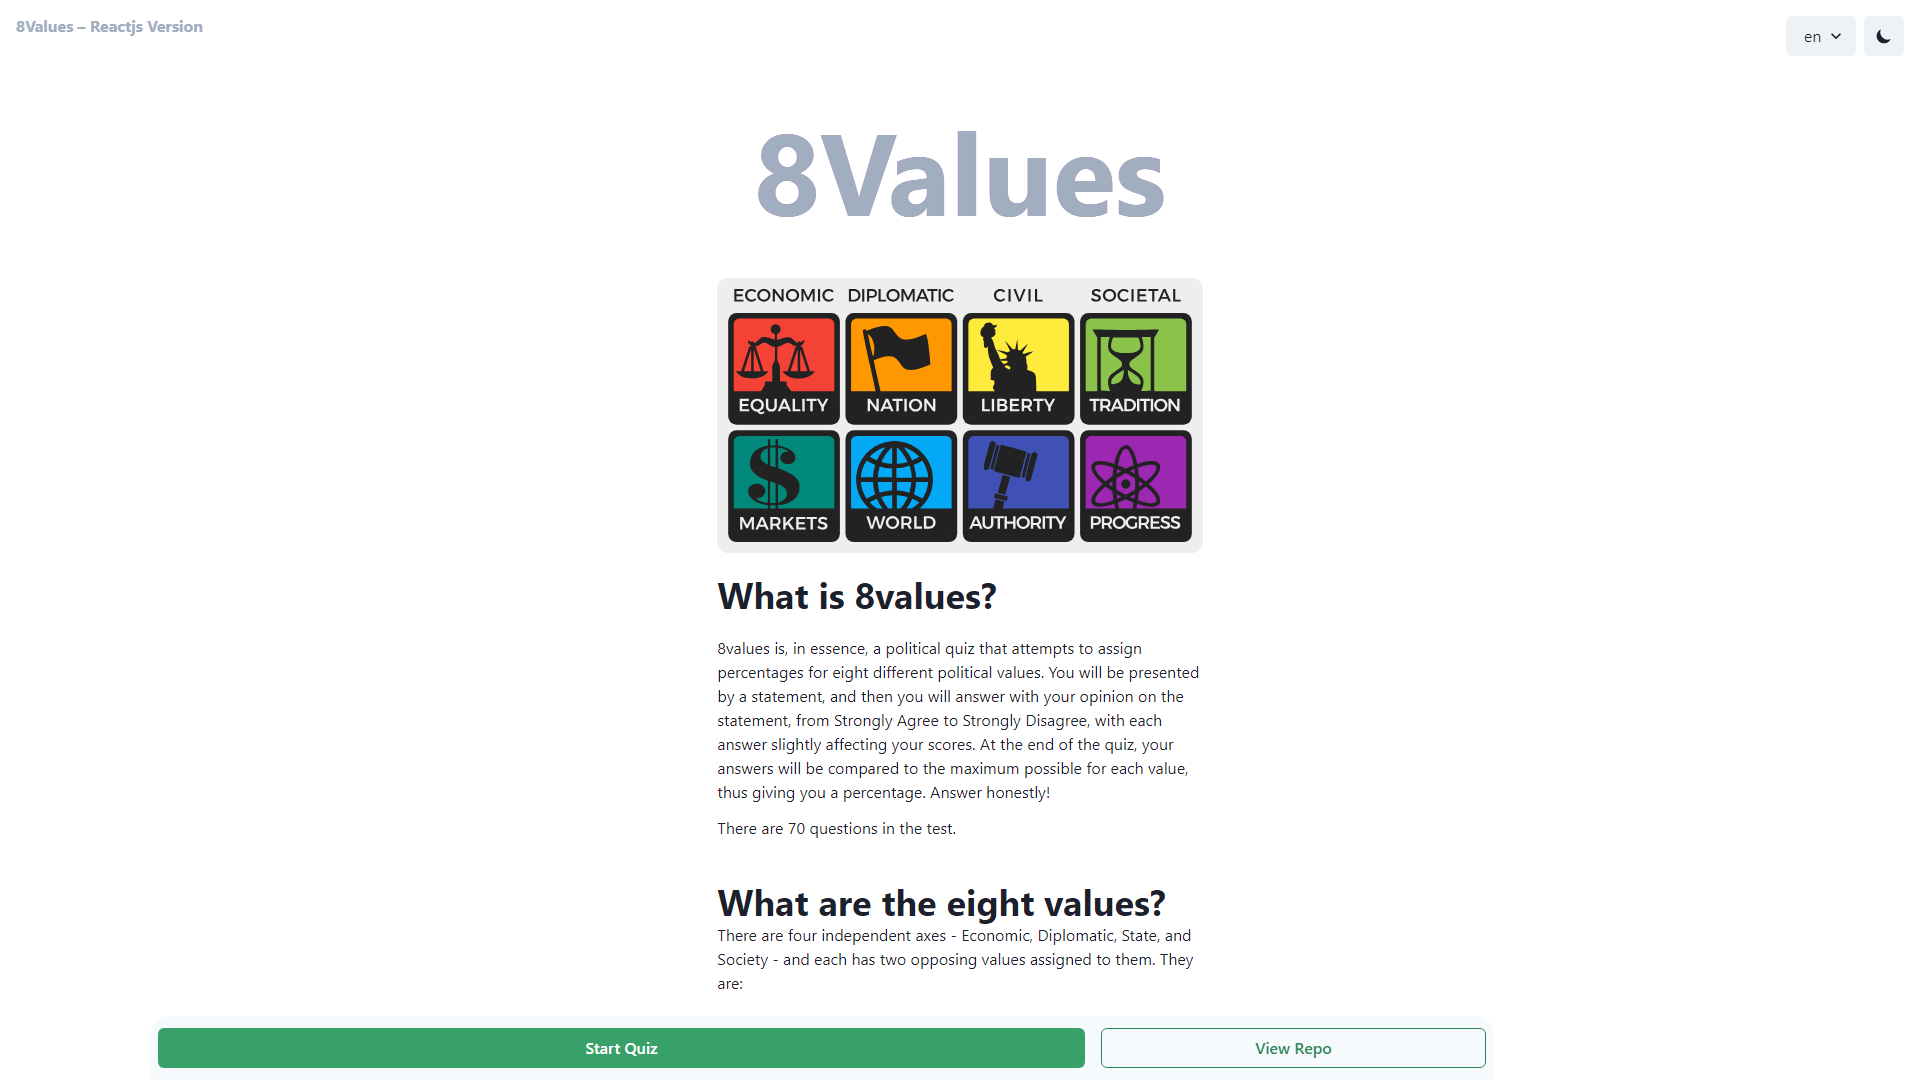 8Values – Reactjs Version
en
8Values
ECONOMIC DIPLOMATIC CIVIL SOCIETAL
EQUALITY NATION LIBERTY TRADITION
MARKETS WORLD AUTHORITY PROGRESS
What is 8values?
8values is, in essence, a political quiz that attempts to assign
percentages for eight different political values. You will be presented
by a statement, and then you will answer with your opinion on the
statement, from Strongly Agree to Strongly Disagree, with each
answer slightly affecting your scores. At the end of the quiz, your
answers will be compared to the maximum possible for each value,
thus giving you a percentage. Answer honestly!
There are 70 questions in the test.
What are the eight values?
There are four independent axes - Economic, Diplomatic, State, and
Society - and each has two opposing values assigned to them. They
are:
Start Quiz
View Repo